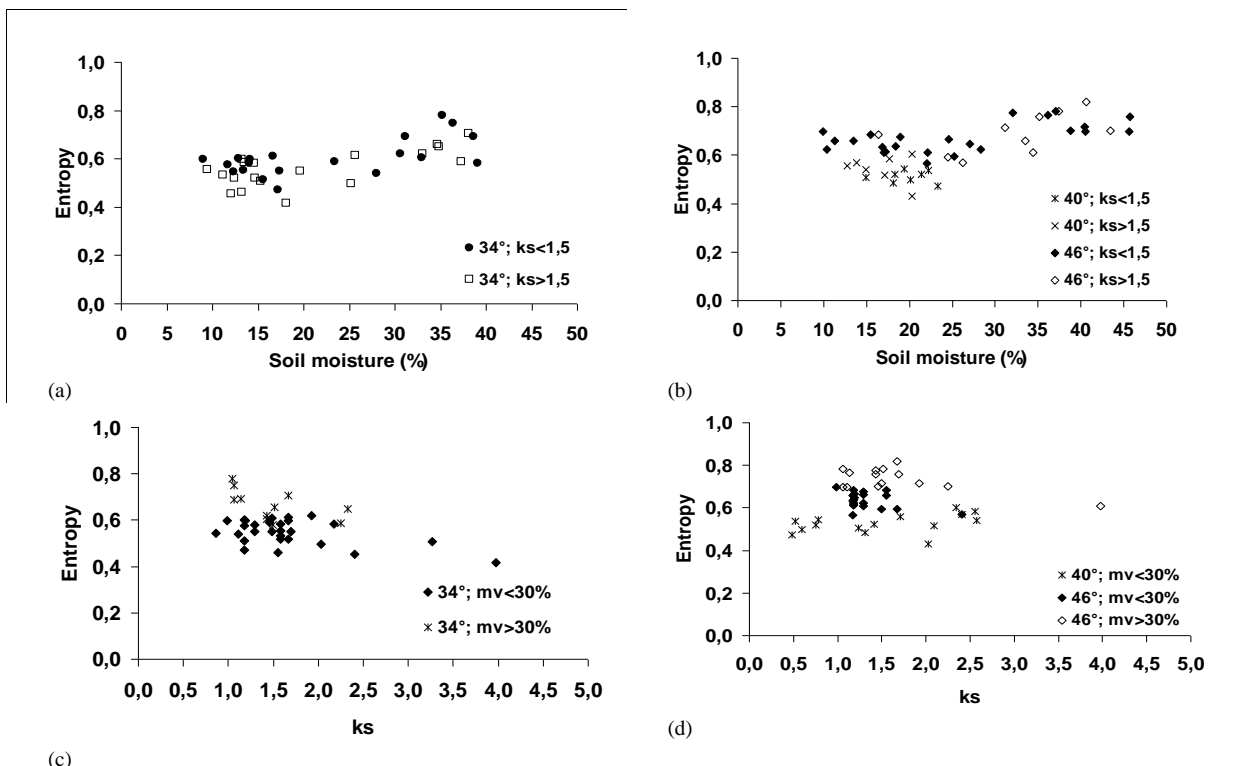 1,0
0,8
0,6
0,4
0,2
0,0
Entropy
34°; ks<1,5
34°; ks>1,5
0 5 10 15 20 25 30 35 40 45 50
Soil moisture (%)
(a)
1,0
0,8
0,6
0,4
0,2
0,0
Entropy
40°; ks<1,5
40°; ks>1,5
46°; ks<1,5
46°; ks>1,5
0 5 10 15 20 25 30 35 40 45 50
Soil moisture (%)
(b)
1,0
0,8
0,6
0,4
0,2
0,0
Entropy
34°; mv<30%
34°; mv>30%
0,0 0,5 1,0 1,5 2,0 2,5 3,0 3,5 4,0 4,5 5,0
ks
(c)
1,0
0,8
0,6
0,4
0,2
0,0
Entropy
40°; mv<30%
46°; mv<30%
46°; mv>30%
0,0 0,5 1,0 1,5 2,0 2,5 3,0 3,5 4,0 4,5 5,0
ks
(d)